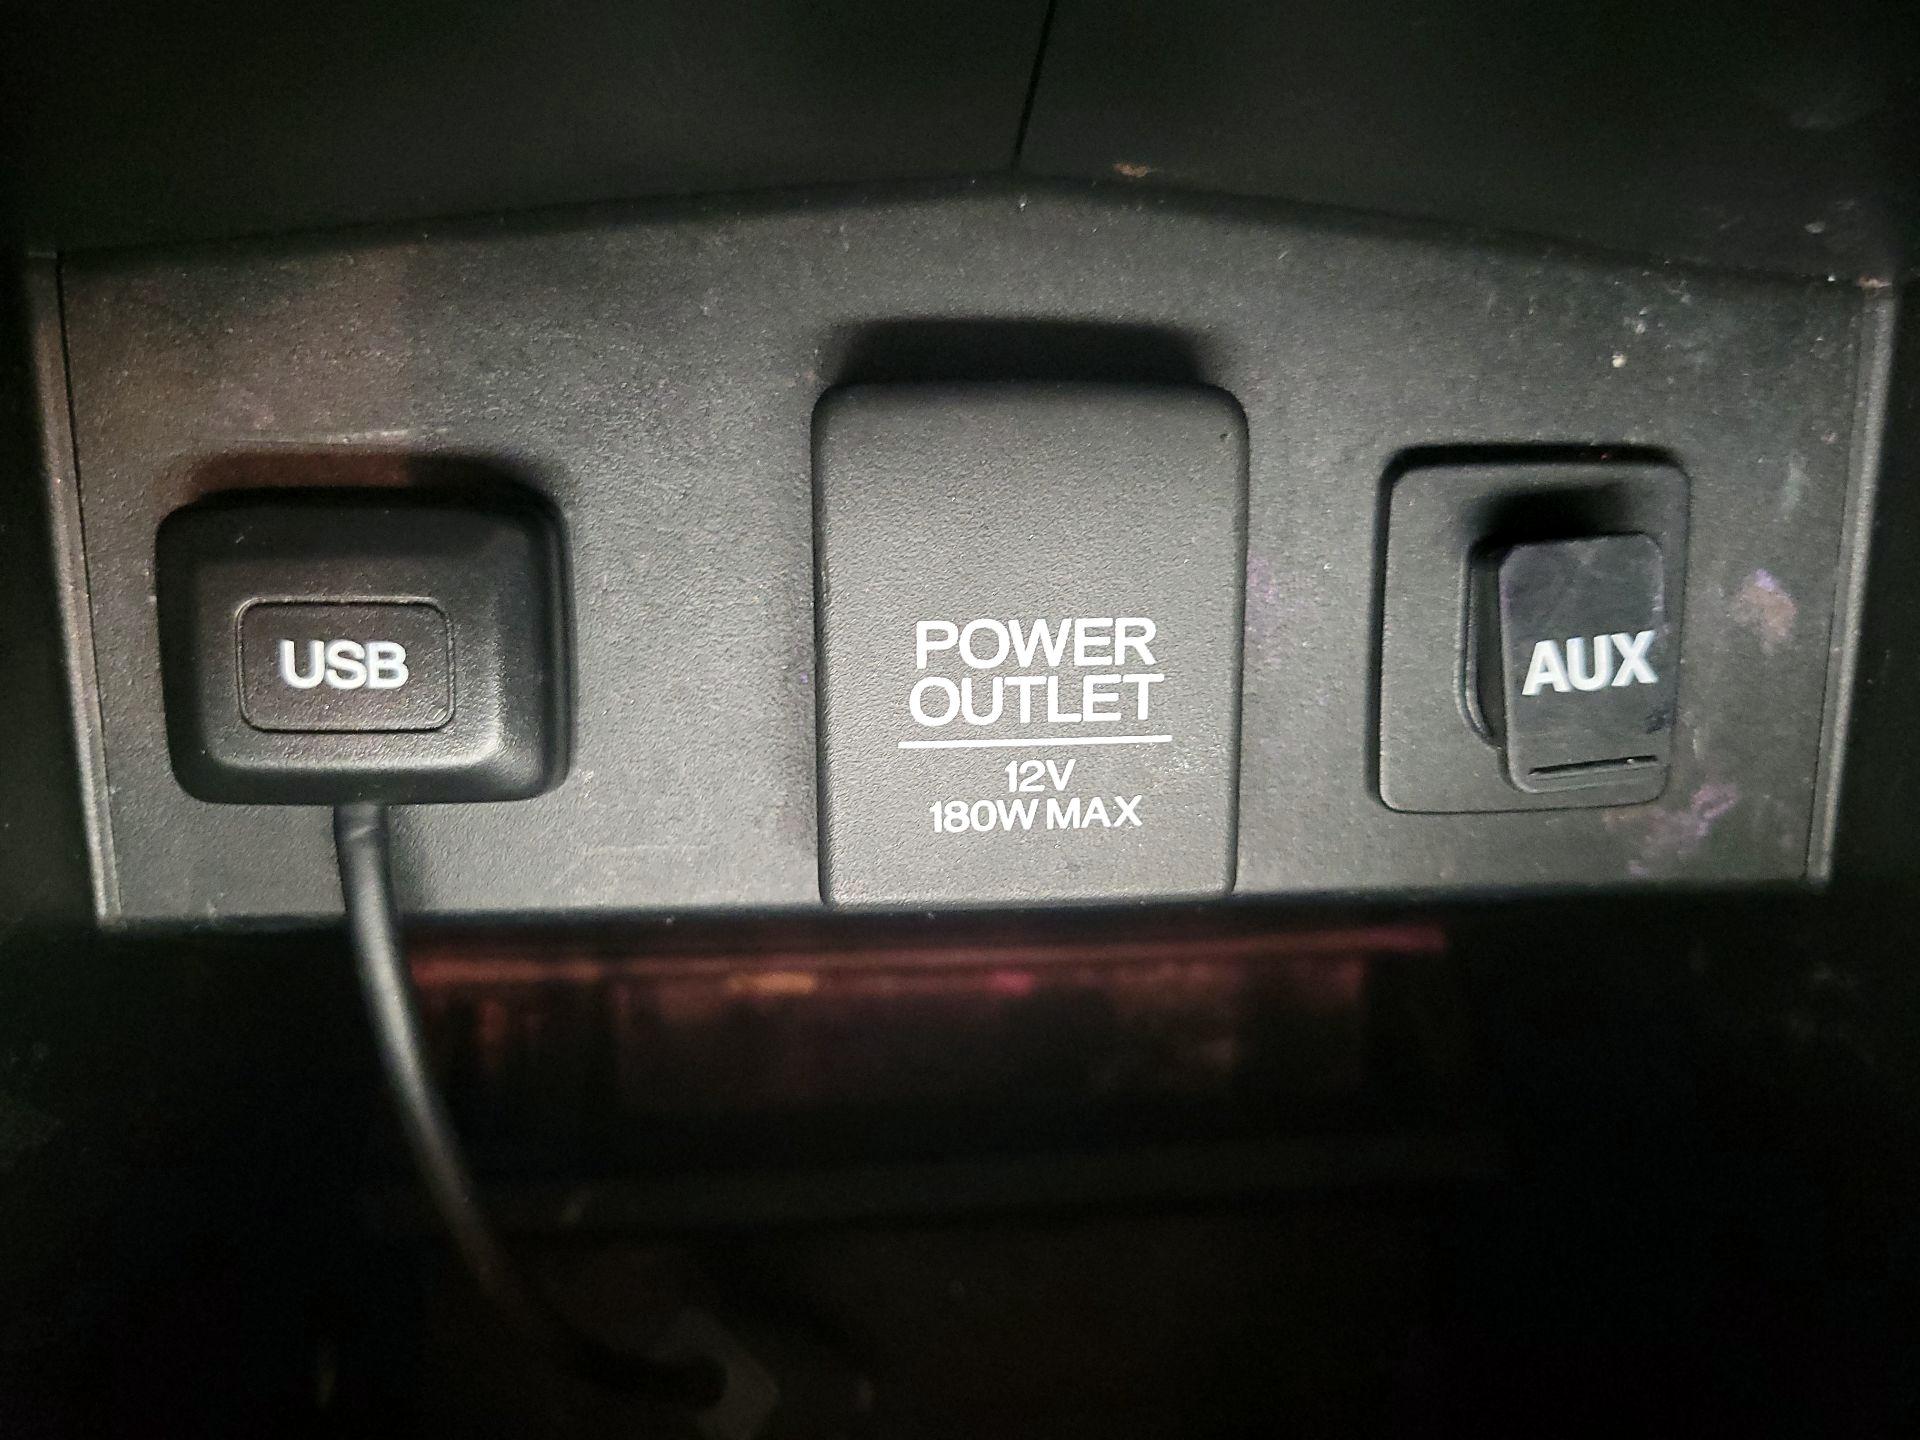 USB
POWER
OUTLET
12V
180W MAX
AUX